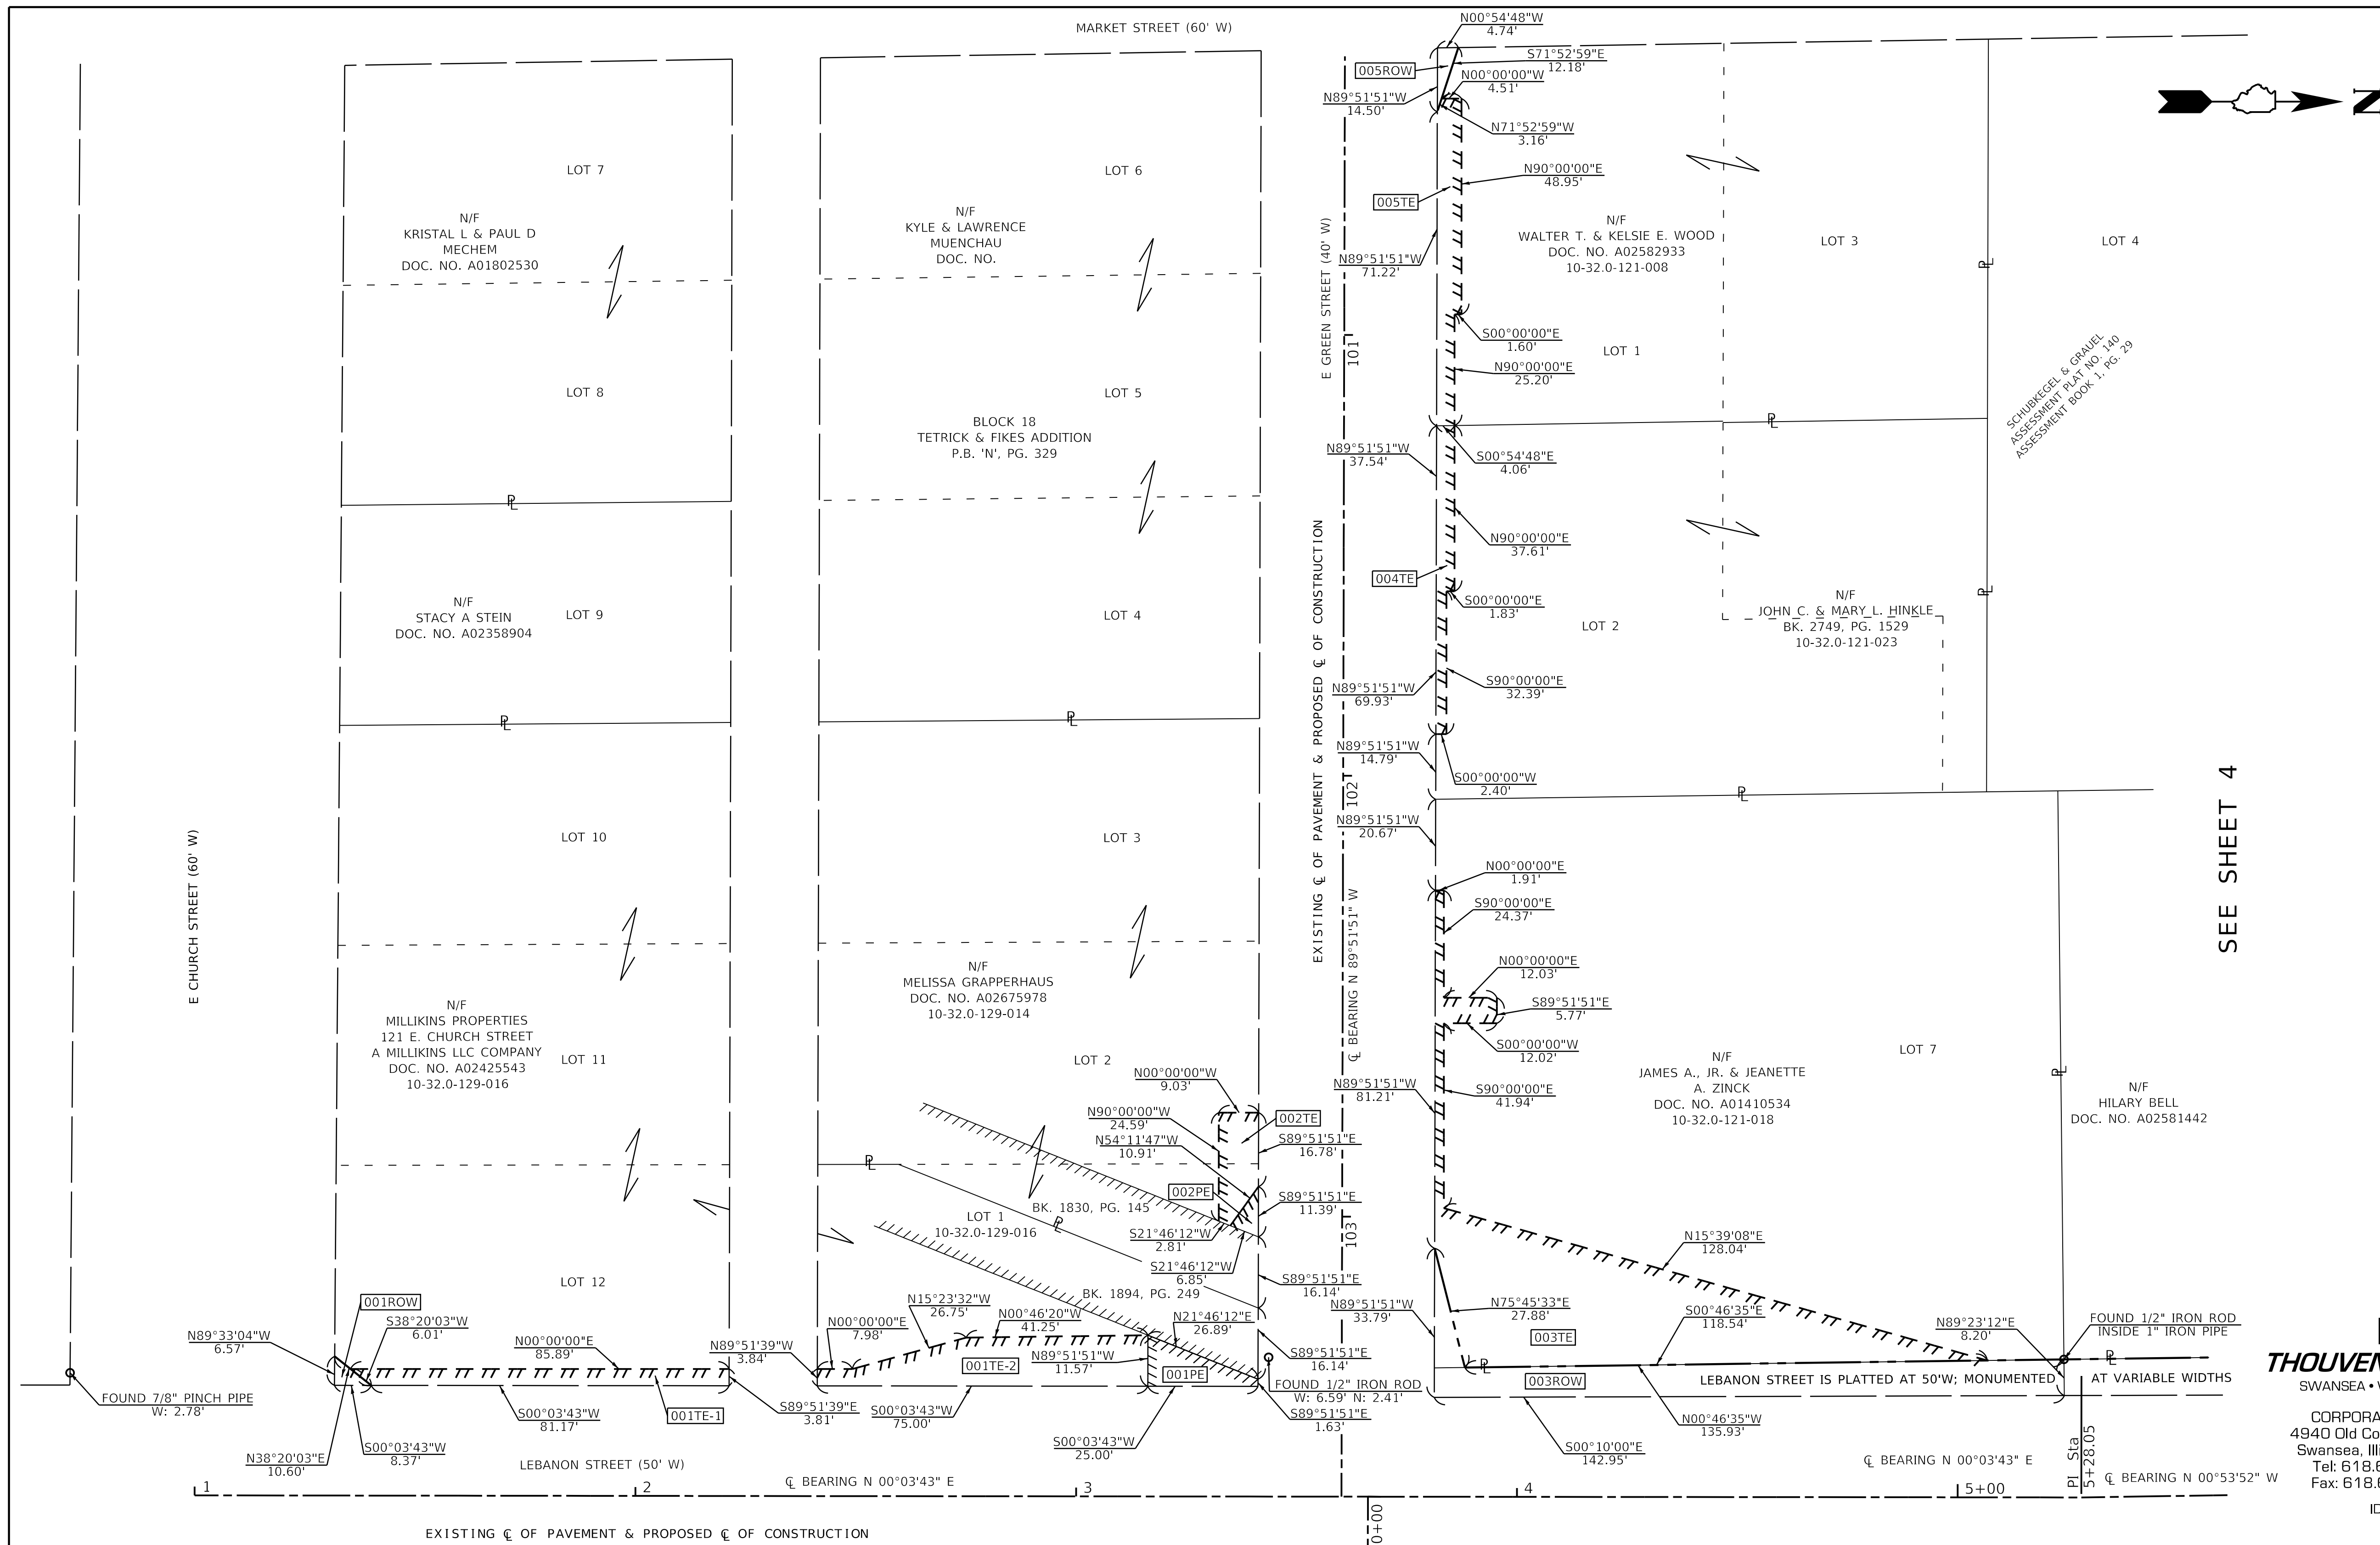 MARKET STREET (60' W)
N00°54'48"W
4.74'
S71°52'59"E
12.18'
005ROW
N00°00'00"W
4.51'
N89°51'51"W
14.50'
N71°52'59"W
3.16'
N
LOT 7
LOT 6
N90°00'00"E
48.95'
005TE
N/F
KRISTAL L & PAUL D
MECHEM
DOC. NO. A01802530
N/F
KYLE & LAWRENCE
MUENCHAU
DOC. NO.
E GREEN STREET (40' W)
N/F
WALTER T. & KELSIE E. WOOD
DOC. NO. A02582933
10-32.0-121-008
LOT 3
LOT 4
N89°51'51"W
71.22'
PL
S00°00'00"E
1.60'
101
LOT 1
N90°00'00"E
25.20'
SCHUBKEGEL & GRAUEL
ASSESSMENT PLAT NO. 140
ASSESSMENT BOOK 1, PG. 29
LOT 8
LOT 5
BLOCK 18
TETRICK & FIKES ADDITION
P.B. 'N', PG. 329
PL
N89°51'51"W
37.54'
S00°54'48"E
4.06'
PL
N90°00'00"E
37.61'
EXISTING CL OF PAVEMENT & PROPOSED CL OF CONSTRUCTION
004TE
PL
S00°00'00"E
1.83'
N/F
STACY A STEIN
DOC. NO. A02358904
LOT 9
LOT 4
LOT 2
N/F
JOHN C. & MARY L. HINKLE
BK. 2749, PG. 1529
10-32.0-121-023
N89°51'51"W
69.93'
S90°00'00"E
32.39'
PL
PL
N89°51'51"W
14.79'
S00°00'00"W
2.40'
102
PL
SEE SHEET 4
N89°51'51"W
20.67'
LOT 10
LOT 3
E CHURCH STREET (60' W)
N00°00'00"E
1.91'
S90°00'00"E
24.37'
CL BEARING N 89°51'51" W
N00°00'00"E
12.03'
S89°51'51"E
5.77'
N/F
MELISSA GRAPPERHAUS
DOC. NO. A02675978
10-32.0-129-014
N/F
MILLIKINS PROPERTIES
121 E. CHURCH STREET
A MILLIKINS LLC COMPANY
DOC. NO. A02425543
10-32.0-129-016
LOT 11
LOT 2
S00°00'00"W
12.02'
LOT 7
N/F
JAMES A., JR. & JEANETTE
A. ZINCK
DOC. NO. A01410534
10-32.0-121-018
PL
N/F
HILARY BELL
DOC. NO. A02581442
N00°00'00"W
9.03'
N89°51'51"W
81.21'
S90°00'00"E
41.94'
N90°00'00"W
24.59'
002TE
N54°11'47"W
10.91'
S89°51'51"E
16.78'
PL
002PE
S89°51'51"E
11.39'
BK. 1830, PG. 145
PL
LOT 1
10-32.0-129-016
S21°46'12"W
2.81'
103
N15°39'08"E
128.04'
S21°46'12"W
6.85'
S89°51'51"E
16.14'
LOT 12
BK. 1894, PG. 249
001ROW
S38°20'03"W
6.01'
N15°23'32"W
26.75'
N00°46'20"W
41.25'
N21°46'12"E
26.89'
N89°51'51"W
33.79'
N75°45'33"E
27.88'
S00°46'35"E
118.54'
N89°33'04"W
6.57'
N00°00'00"E
85.89'
N89°51'39"W
3.84'
N00°00'00"E
7.98'
N89°51'51"W
11.57'
S89°51'51"E
16.14'
003TE
N89°23'12"E
8.20'
FOUND 1/2" IRON ROD
INSIDE 1" IRON PIPE
001TE-2
001PE
PL
PL
003ROW
LEBANON STREET IS PLATTED AT 50'W; MONUMENTED AT VARIABLE WIDTHS
FOUND 7/8" PINCH PIPE
W: 2.78'
FOUND 1/2" IRON ROD
W: 6.59' N: 2.41'
S89°51'51"E
1.63'
S00°03'43"W
81.17'
001TE-1
S89°51'39"E
3.81'
S00°03'43"W
75.00'
N00°46'35"W
135.93'
S00°03'43"W
25.00'
S00°10'00"E
142.95'
N38°20'03"E
10.60'
S00°03'43"W
8.37'
LEBANON STREET (50' W)
CL BEARING N 00°03'43" E
CL BEARING N 00°03'43" E
PI Sta
5+28.05
CL BEARING N 00°53'52" W
1
2
3
4
5+00
0+00
EXISTING CL OF PAVEMENT & PROPOSED CL OF CONSTRUCTION
SWANSEA •
4940 Old
Swansea,
Tel:
Fax: